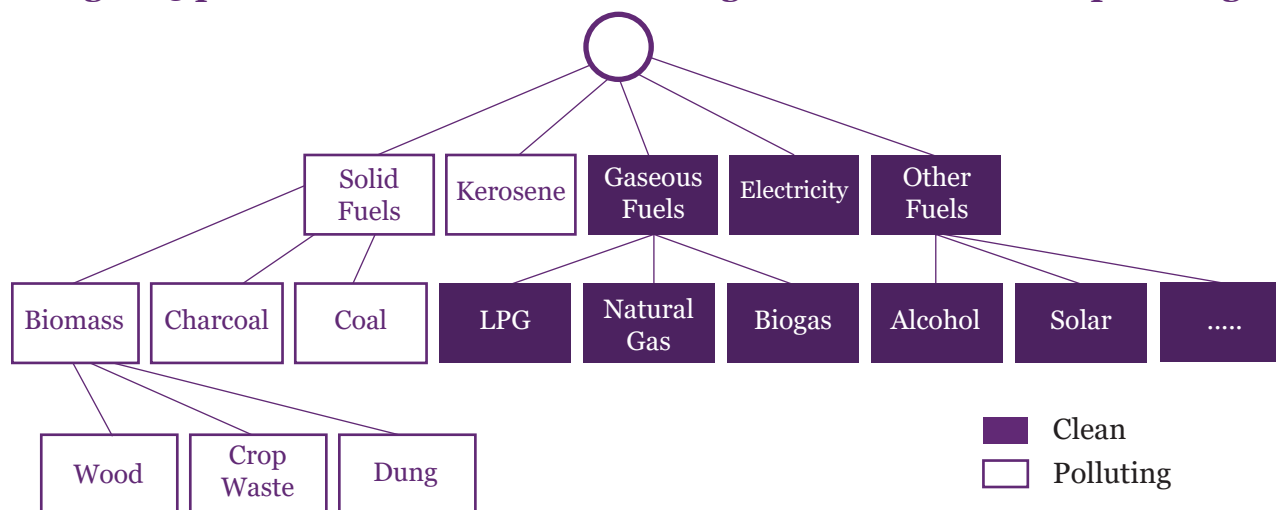 Solid
Fuels
Kerosene
Gaseous
Fuels
Electricity
Other
Fuels
Biomass
Charcoal
Coal
LPG
Natural
Gas
Biogas
Alcohol
Solar
.....
Wood
Crop
Waste
Dung
Clean
Polluting